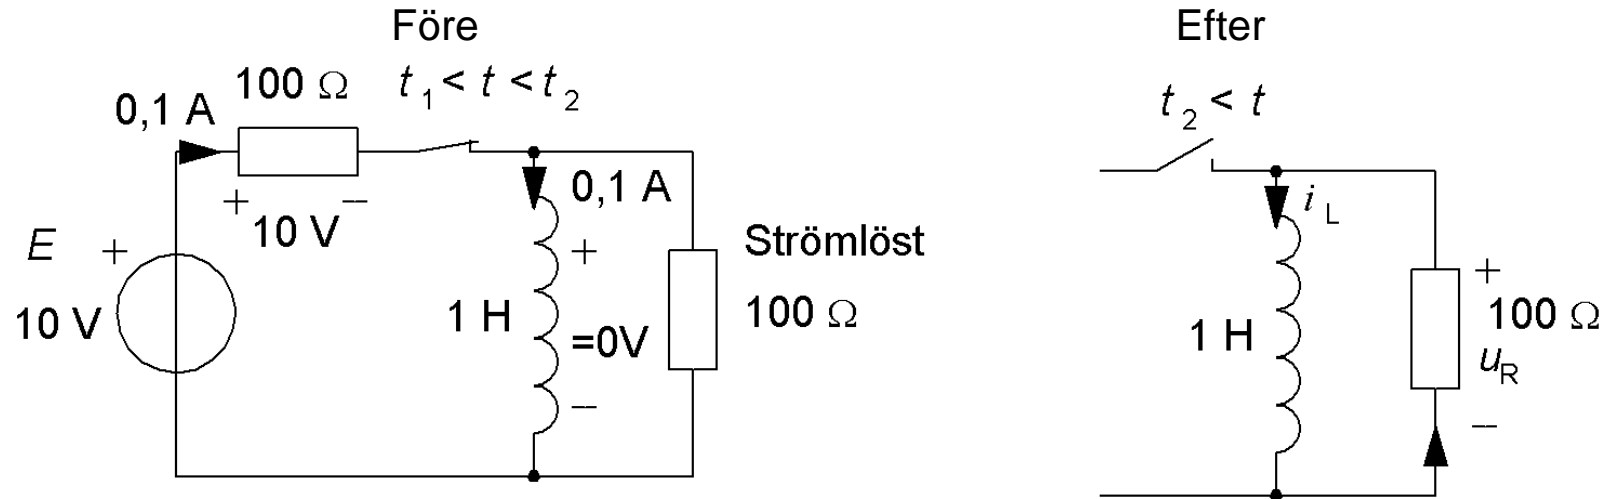 Före
t1 < t < t2
100 Ω
0,1 A
+ 10 V –
0,1 A
E
+
10 V
1 H
+
=0V
–
Strömlöst
100 Ω
Efter
t2 < t
iL
1 H
+
100 Ω
uR
–